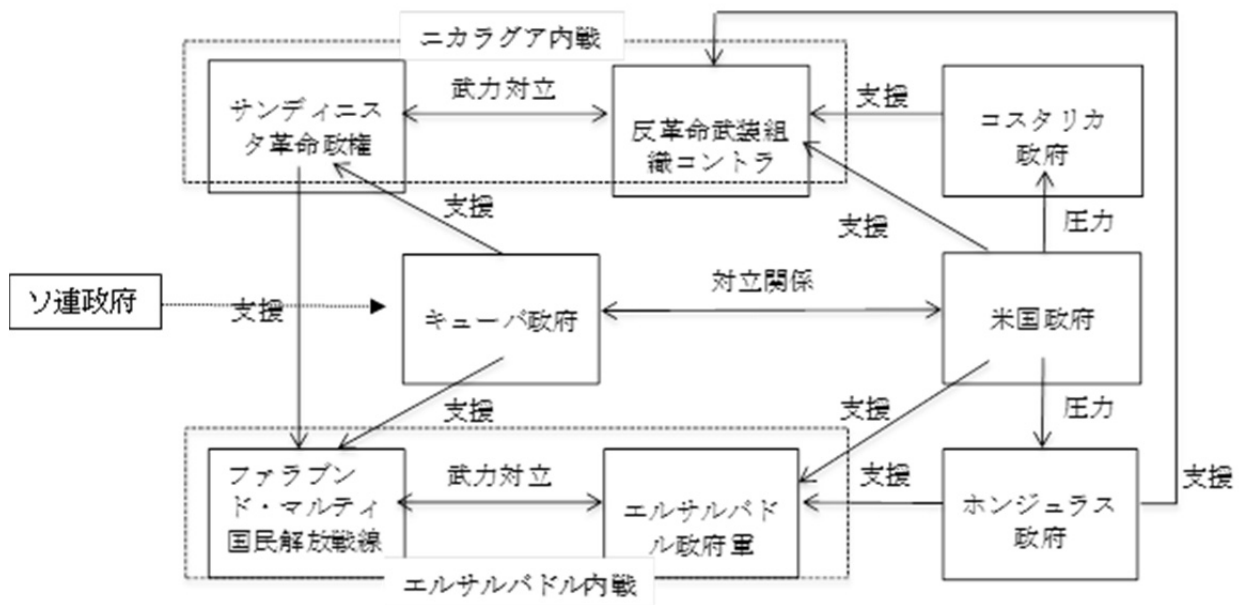 ニカラグア内戦
サンディニス
タ革命政権
武力対立
反革命武装組
織コントラ
支援
コスタリカ
政府
支援
支援
圧力
ソ連政府
支援
キューバ政府
対立関係
米国政府
支援
支援
圧力
ファラブン
ド・マルティ
国民解放戦線
武力対立
エルサルバド
ル政府軍
支援
ホンジュラス
政府
支援
エルサルバドル内戦